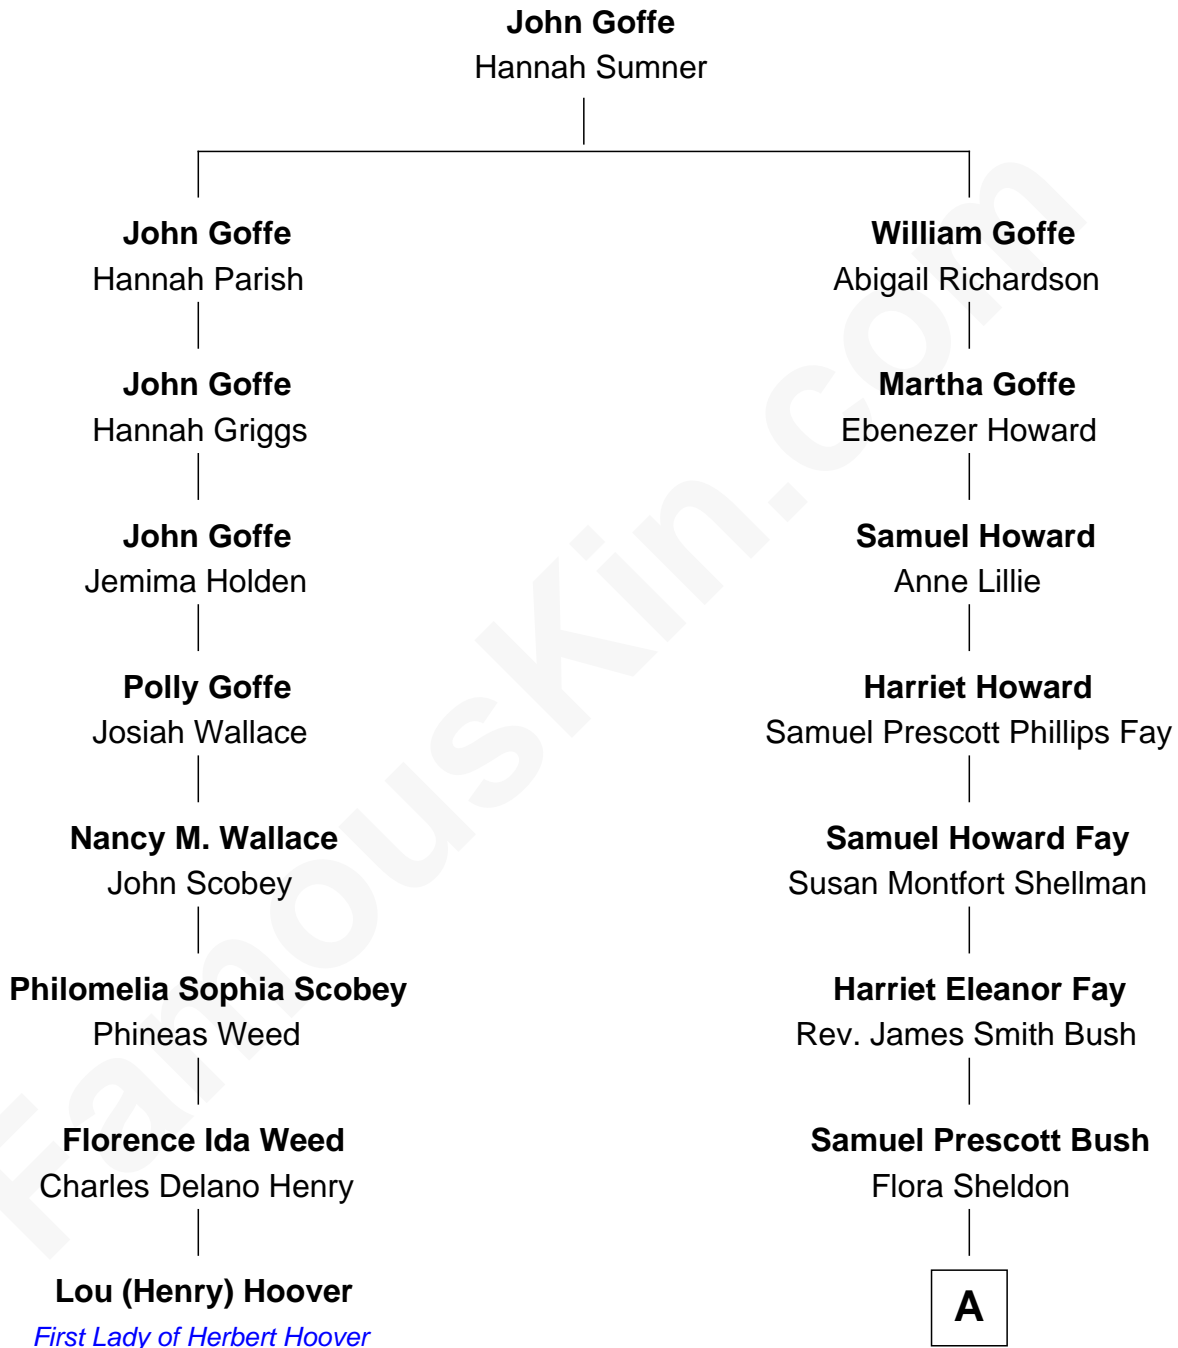 John Goffe
Hannah Sumner
John Goffe
Hannah Parish
William Goffe
Abigail Richardson
John Goffe
Hannah Griggs
Martha Goffe
Ebenezer Howard
John Goffe
Jemima Holden
Samuel Howard
Anne Lillie
Polly Goffe
Josiah Wallace
Harriet Howard
Samuel Prescott Phillips Fay
Nancy M. Wallace
John Scobey
Samuel Howard Fay
Susan Montfort Shellman
Philomelia Sophia Scobey
Phineas Weed
Harriet Eleanor Fay
Rev. James Smith Bush
Florence Ida Weed
Charles Delano Henry
Samuel Prescott Bush
Flora Sheldon
Lou (Henry) Hoover
First Lady of Herbert Hoover
A
FamousKin.com